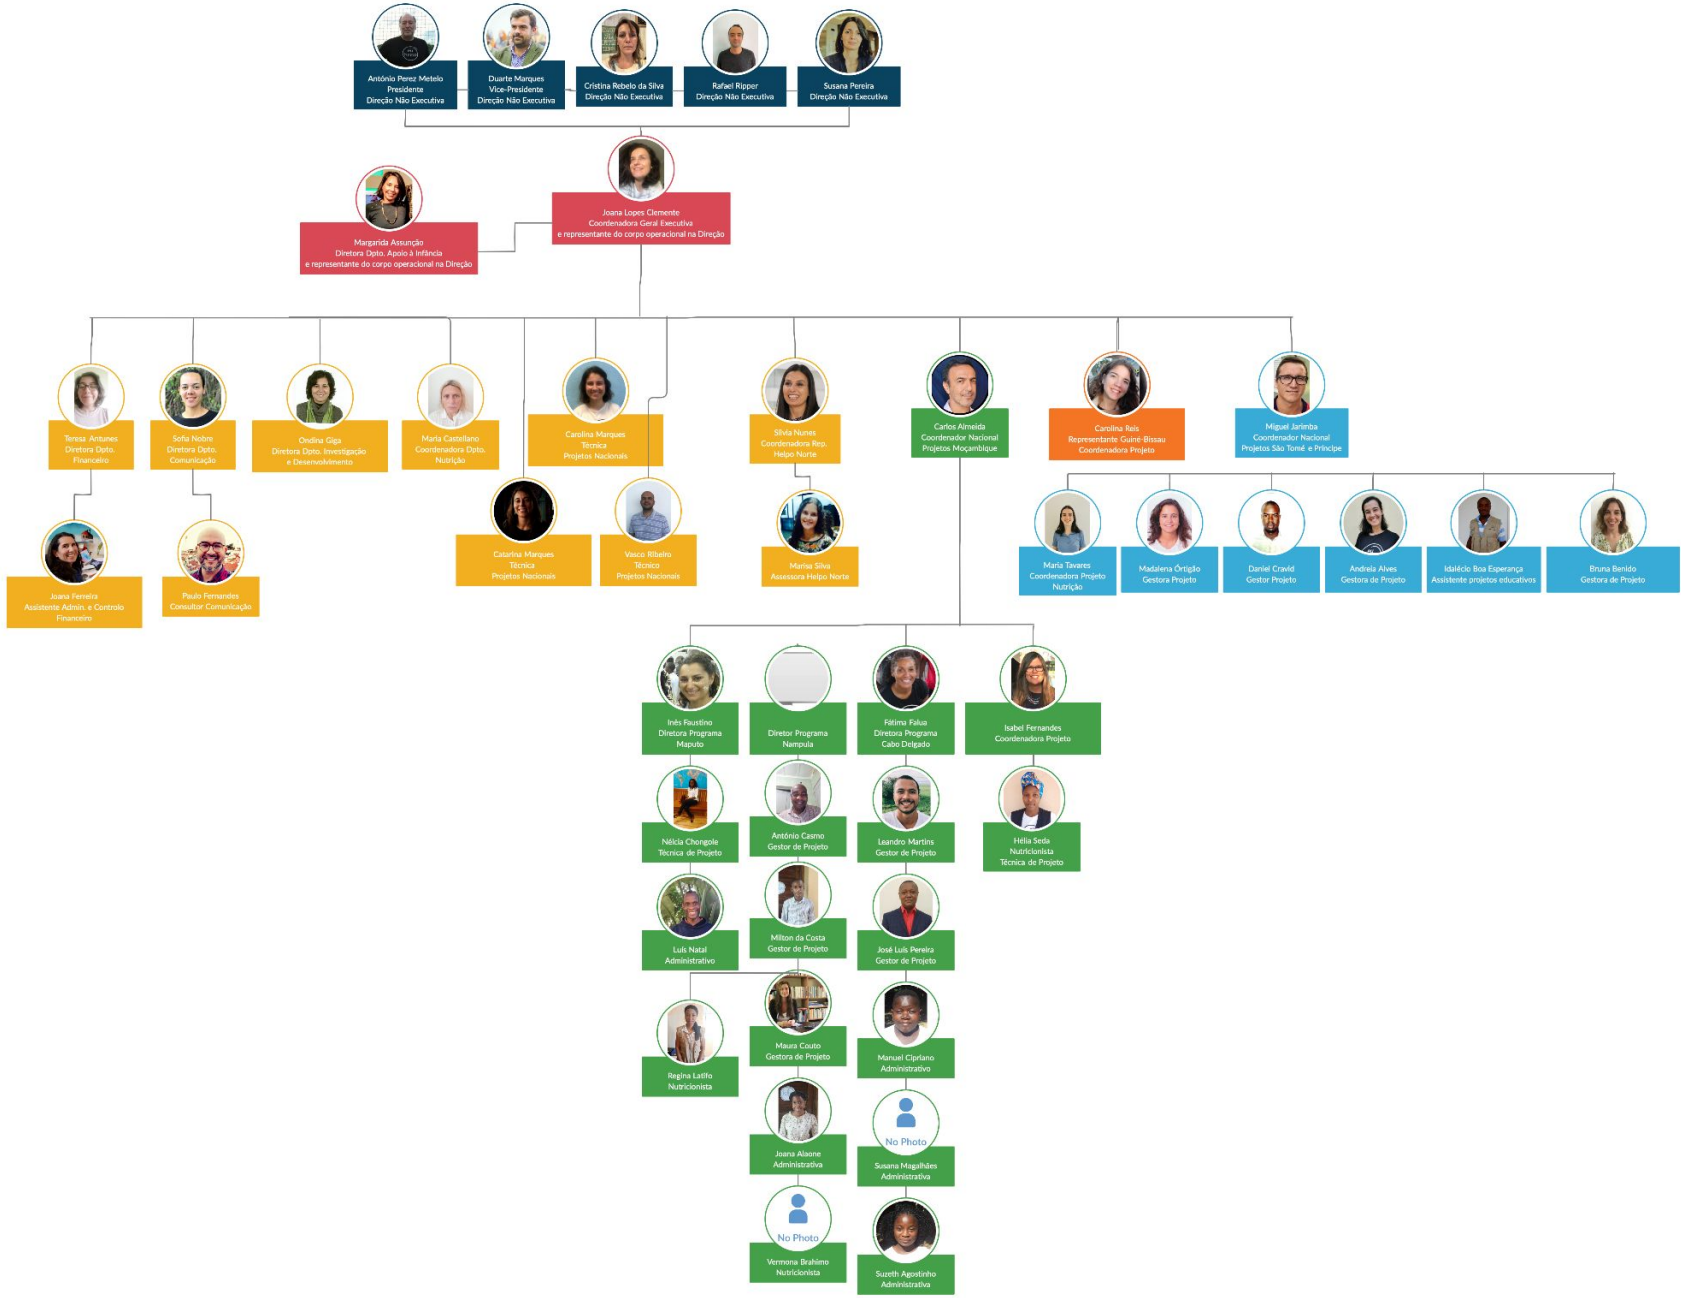 António Perez Metelo
Presidente
Direção Não Executiva
Duarte Marques
Vice-Presidente
Direção Não Executiva
Cristina Rebelo da Silva
Direção Não Executiva
Rafael Ripper
Direção Não Executiva
Susana Pereira
Direção Não Executiva
Joana Lopes Clemente
Coordenadora Geral Executiva
e representante do corpo operacional na Direção
Margarida Assunção
Diretora Dpto. Apoio à Infância
e representante do corpo operacional na Direção
Teresa Antunes
Diretora Dpto.
Financeiro
Sofia Nobre
Diretora Dpto.
Comunicação
Ondina Giga
Diretora Dpto. Investigação
e Desenvolvimento
Maria Castellano
Coordenadora Dpto.
Nutrição
Carolina Marques
Técnica
Projetos Nacionais
Sílvia Nunes
Coordenadora Rep.
Helpo Norte
Carlos Almeida
Coordenador Nacional
Projetos Moçambique
Carolina Reis
Representante Guiné-Bissau
Coordenadora Projeto
Miguel Jarimba
Coordenador Nacional
Projetos São Tomé e Príncipe
Joana Ferreira
Assistente Admin. e Controlo
Financeiro
Paulo Fernandes
Consultor Comunicação
Catarina Marques
Técnica
Projetos Nacionais
Vasco Ribeiro
Técnico
Projetos Nacionais
Marisa Silva
Assessora Helpo Norte
Maria Tavares
Coordenadora Projeto
Nutrição
Madalena Órtigão
Gestora Projeto
Daniel Cravid
Gestor Projeto
Andreia Alves
Gestora de Projeto
Idalécio Boa Esperança
Assistente projetos educativos
Bruna Benido
Gestora de Projeto
Inês Faustino
Diretora Programa
Maputo
Diretor Programa
Nampula
Fátima Falua
Diretora Programa
Cabo Delgado
Isabel Fernandes
Coordenadora Projeto
Nélcia Chongole
Técnica de Projeto
António Casmo
Gestor de Projeto
Leandro Martins
Gestor de Projeto
Hélia Seda
Nutricionista
Técnica de Projeto
Luís Natal
Administrativo
Milton da Costa
Gestor de Projeto
José Luís Pereira
Gestor de Projeto
Regina Latifo
Nutricionista
Maura Couto
Gestora de Projeto
Manuel Cipriano
Administrativo
Joana Alaone
Administrativa
No Photo
Susana Magalhães
Administrativa
No Photo
Vermona Brahimo
Nutricionista
Suzeth Agostinho
Administrativa